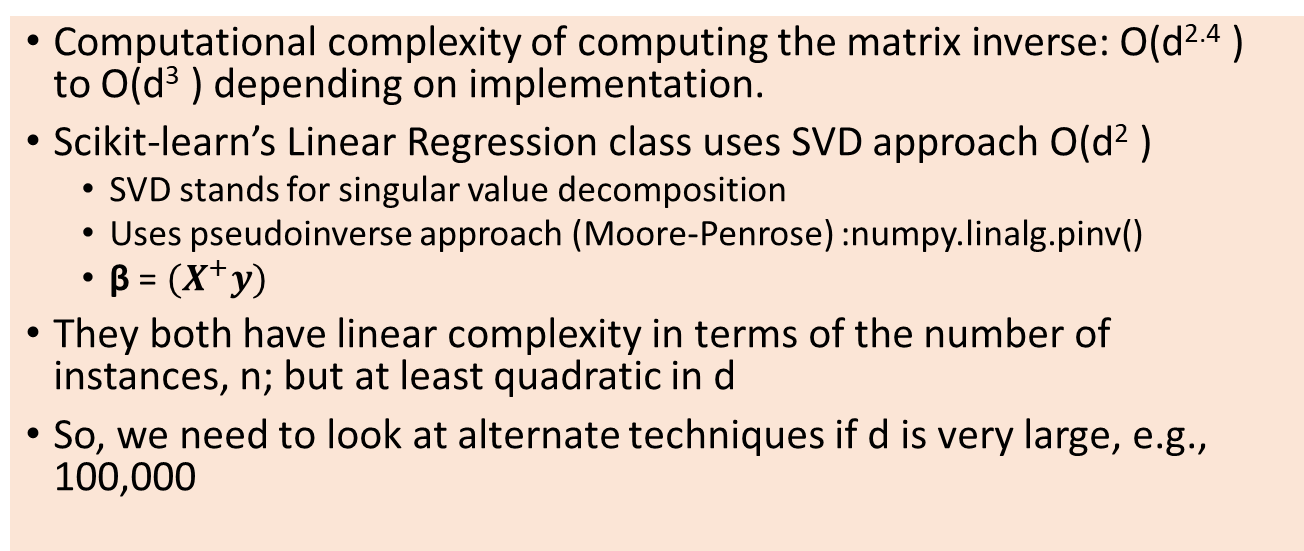 • Computational complexity of computing the matrix inverse: O(d^2.4 )
to O(d^3 ) depending on implementation.
• Scikit-learn’s Linear Regression class uses SVD approach O(d^2 )
• SVD stands for singular value decomposition
• Uses pseudoinverse approach (Moore-Penrose) :numpy.linalg.pinv()
• β = (X⁺y)
• They both have linear complexity in terms of the number of
instances, n; but at least quadratic in d
• So, we need to look at alternate techniques if d is very large, e.g.,
100,000